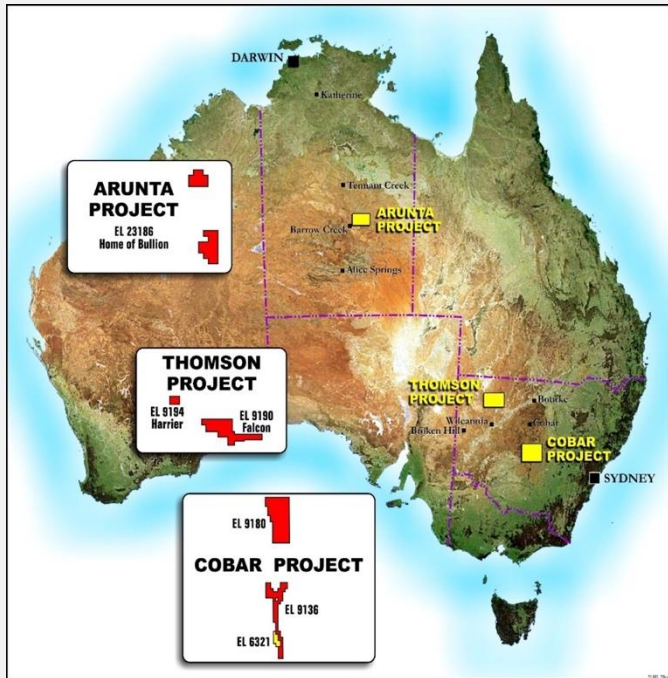 DARWIN
Katherine
ARUNTA
PROJECT
EL 23186
Home of Bullion
Tennant Creek
ARUNTA
PROJECT
Barrow Creek
Alice Springs
THOMSON
PROJECT
EL 9194
Harrier
EL 9190
Falcon
THOMSON
PROJECT
Bourke
Wilcannia
Broken Hill
Cobar
COBAR
PROJECT
SYDNEY
EL 9180
COBAR PROJECT
EL 9136
EL 6321